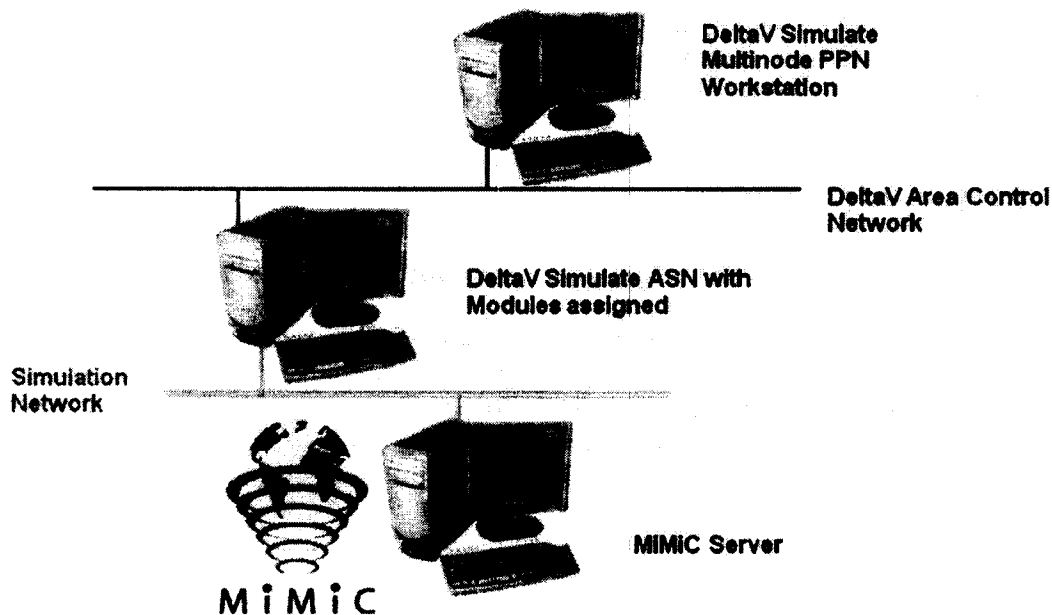 DeltaV Simulate
Multinode PPN
Workstation
DeltaV Area Control
Network
DeltaV Simulate ASN with
Modules assigned
Simulation
Network
MiMiC Server
MiMiC